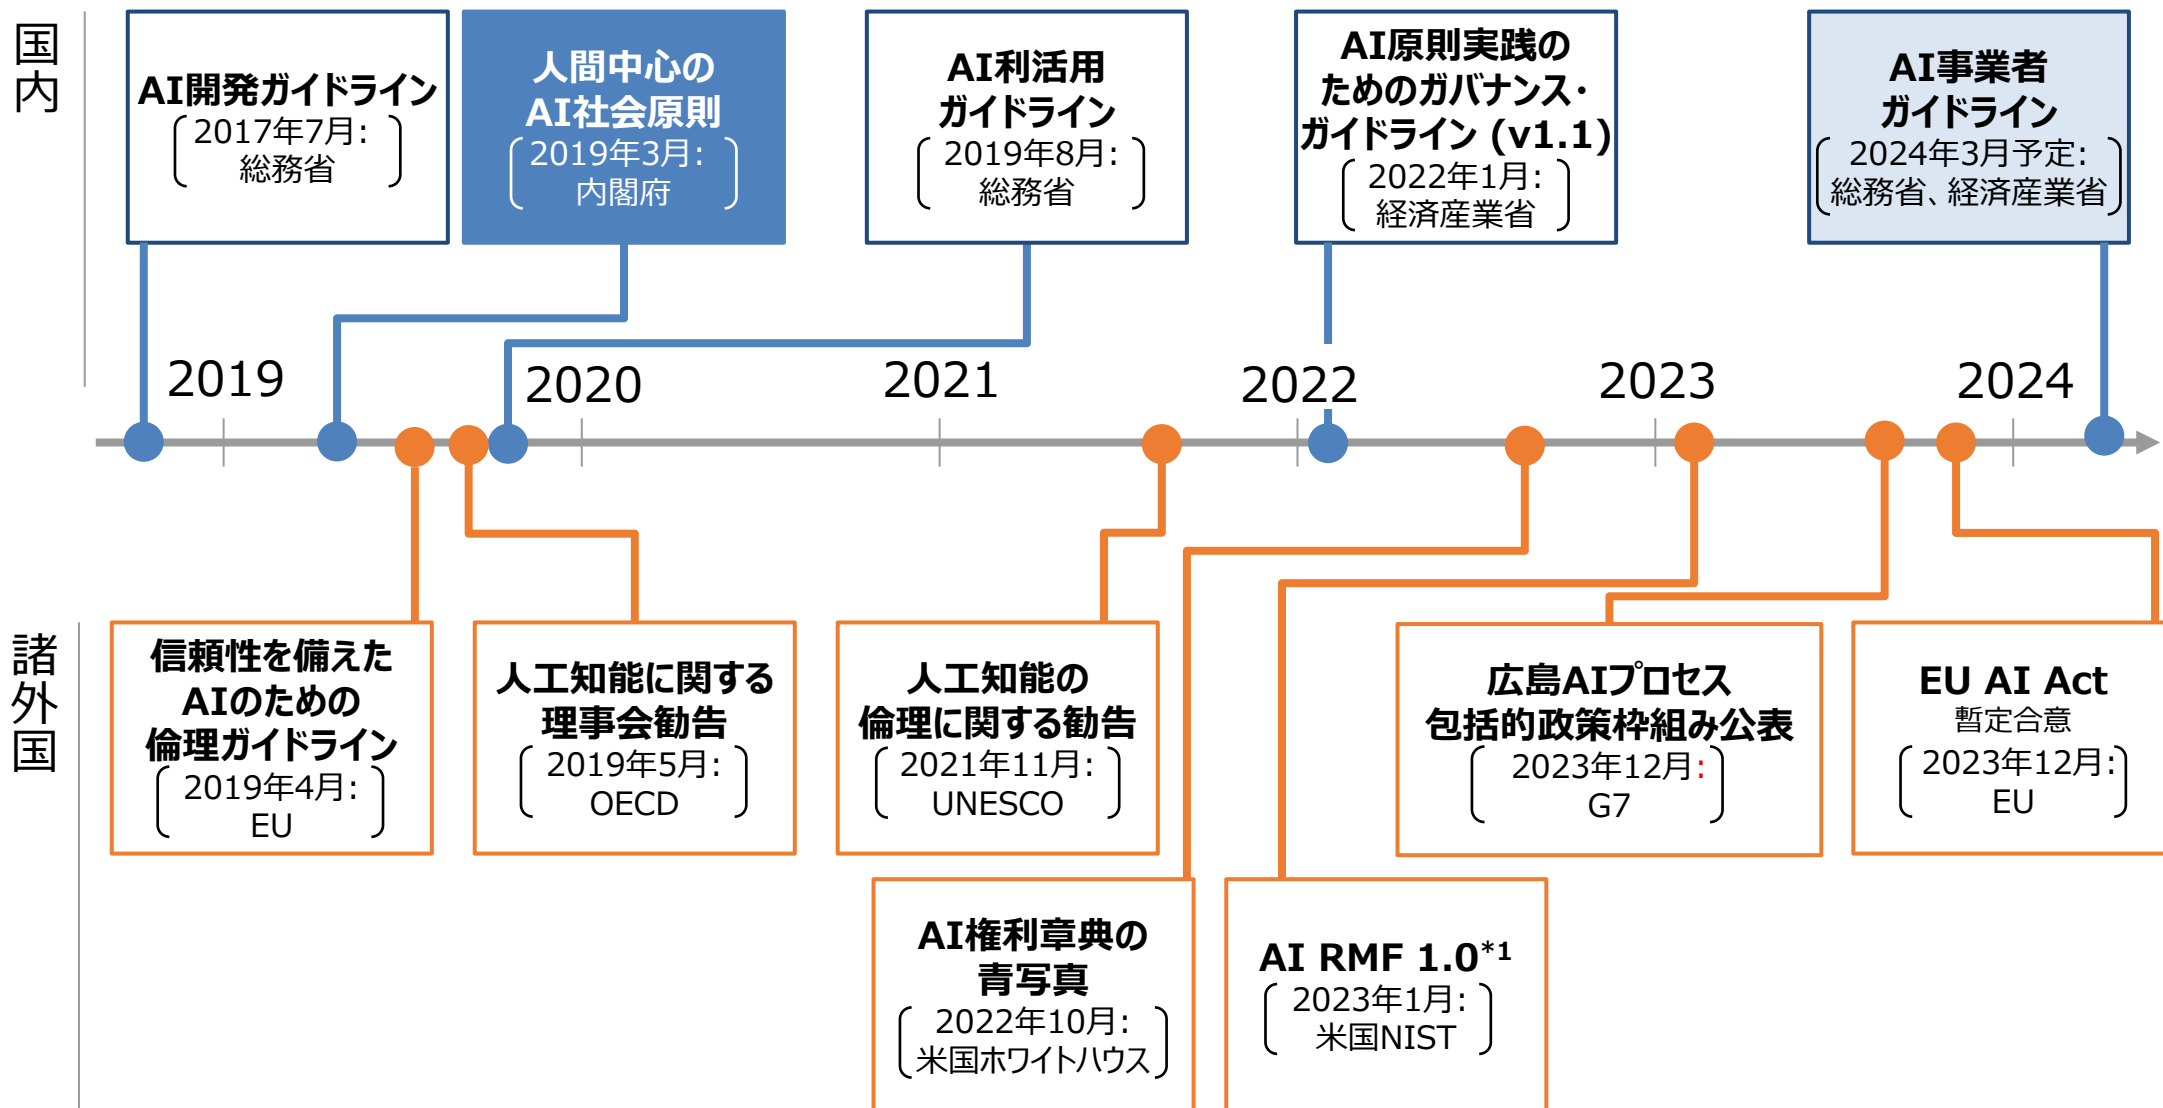 国内
AI開発ガイドライン
2017年7月:
総務省
人間中心の
AI社会原則
2019年3月:
内閣府
AI利活用
ガイドライン
2019年8月:
総務省
AI原則実践の
ためのガバナンス・
ガイドライン (v1.1)
2022年1月:
経済産業省
AI事業者
ガイドライン
2024年3月予定:
総務省、経済産業省
2019
2020
2021
2022
2023
2024
諸外国
信頼性を備えた
AIのための
倫理ガイドライン
2019年4月:
EU
人工知能に関する
理事会勧告
2019年5月:
OECD
人工知能の
倫理に関する勧告
2021年11月:
UNESCO
広島AIプロセス
包括的政策枠組み公表
2023年12月:
G7
EU AI Act
暫定合意
2023年12月:
EU
AI権利章典の
青写真
2022年10月:
米国ホワイトハウス
AI RMF 1.0*1
2023年1月:
米国NIST